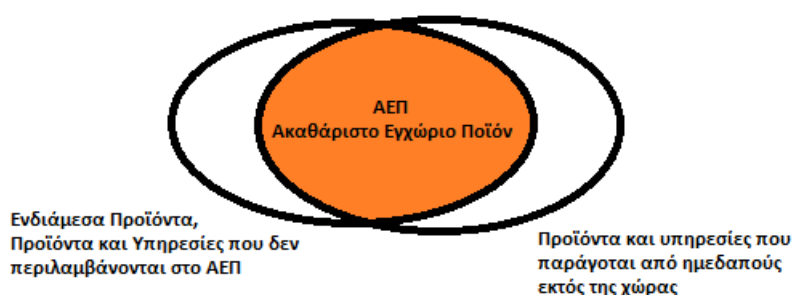 ΑΕΠ
Ακαθάριστο Εγχώριο Ποϊόν
Ενδιάμεσα Προϊόντα,
Προϊόντα και Υπηρεσίες που δεν
περιλαμβάνονται στο ΑΕΠ
Προϊόντα και υπηρεσίες που
παράγοται από ημεδαπούς
εκτός της χώρας